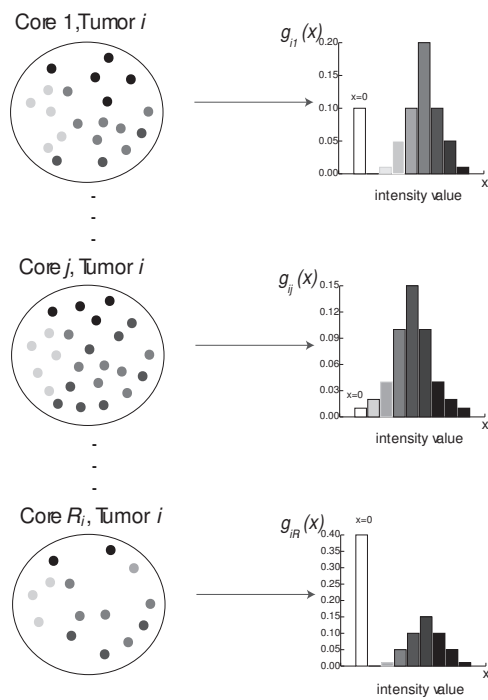 Core 1,Tumor i
g_i1(x)
0.20
x=0
0.15
0.10
0.05
0.00
x
intensity value
Core j, Tumor i
g_ij(x)
0.15
0.12
0.09
0.06
0.03
x=0
0.00
x
intensity value
Core R_i, Tumor i
g_iR(x)
x=0
0.40
0.35
0.30
0.25
0.20
0.15
0.10
0.05
0.00
x
intensity value